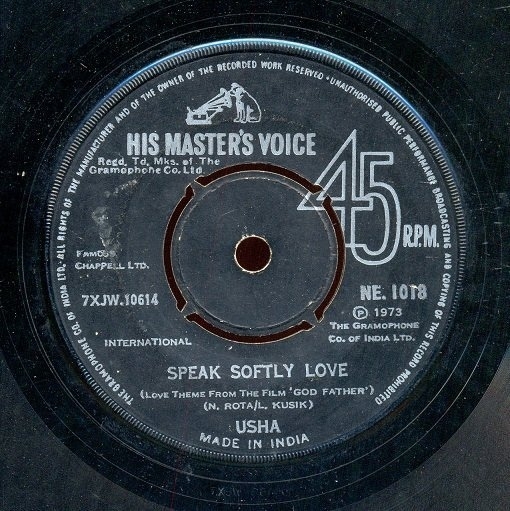 THE GRAMOPHONE CO. OF INDIA LTD. ALL RIGHTS OF THE MANUFACTURER AND OF THE OWNER OF THE RECORDED WORK RESERVED • UNAUTHORISED PUBLIC PERFORMANCE BROADCASTING AND COPYING OF THIS RECORD PROHIBITED
HIS MASTER'S VOICE
Regd. Td. Mks. of The
Gramophone Co. Ltd.
45 R.P.M.
FAMOUS
CHAPPELL LTD.
7XJW.10614
NE. 1018
Ⓟ 1973
THE GRAMOPHONE
CO. OF INDIA LTD.
INTERNATIONAL
SPEAK SOFTLY LOVE
(LOVE THEME FROM THE FILM 'GOD FATHER')
(N. ROTA/L. KUSIK)
USHA
MADE IN INDIA